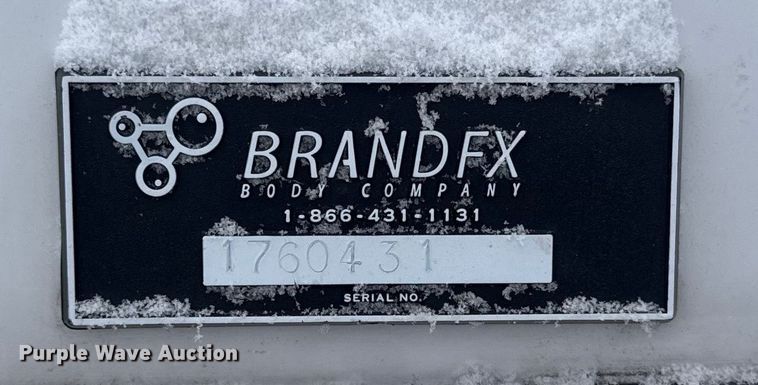 BRANDFX
BODY COMPANY
1-866-431-1131
1760431
SERIAL NO.
Purple Wave Auction